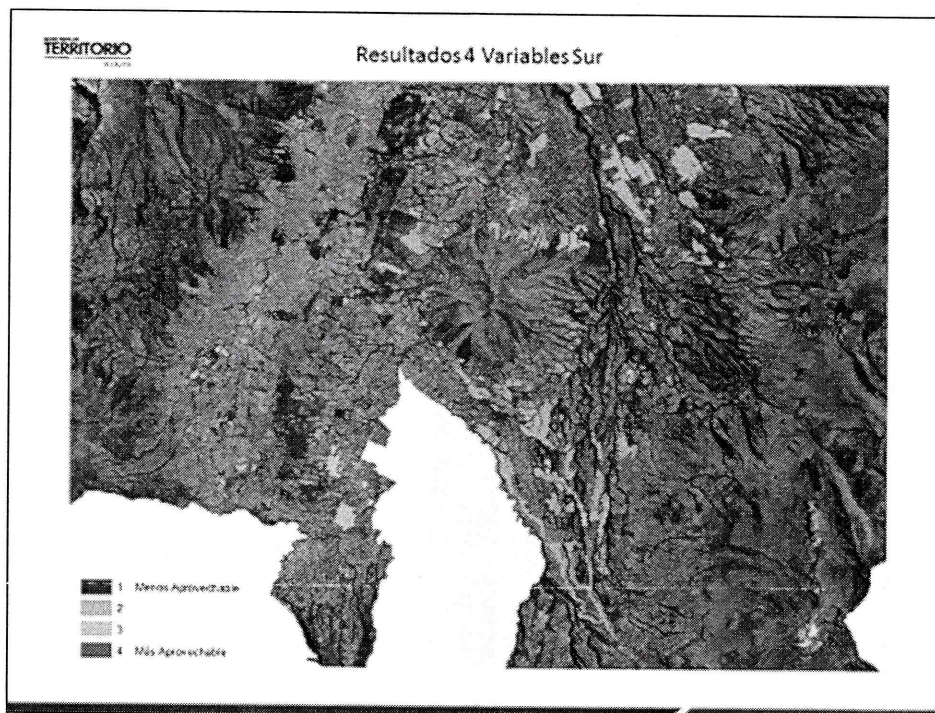 TERRITORIO
Resultados 4 Variables Sur
1 Menos Aprovechable
2
3
4 Más Aprovechable